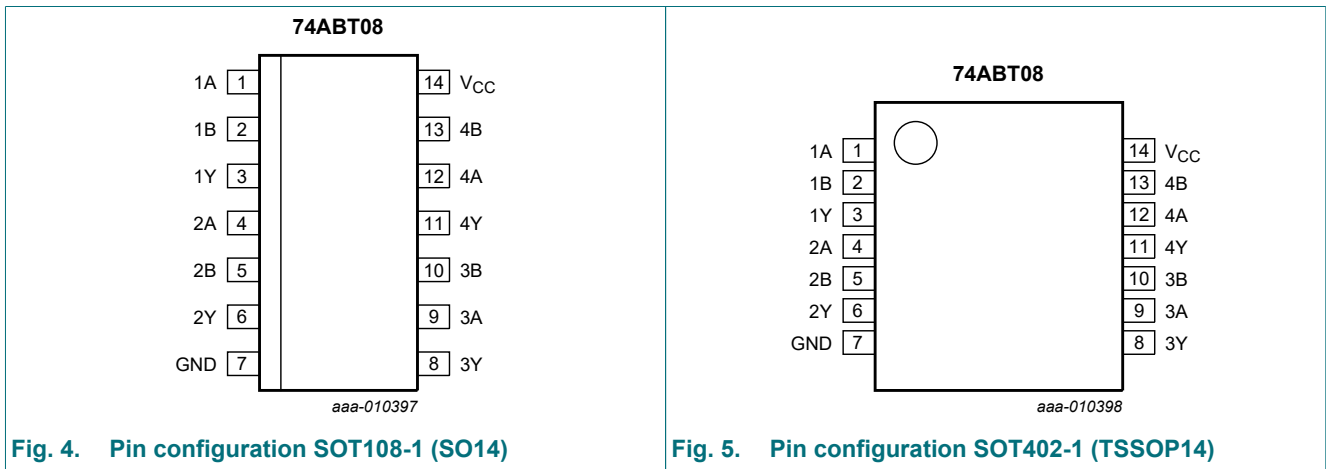 74ABT08
1A 1 14 VCC
1B 2 13 4B
1Y 3 12 4A
2A 4 11 4Y
2B 5 10 3B
2Y 6 9 3A
GND 7 8 3Y
aaa-010397
Fig. 4. Pin configuration SOT108-1 (SO14)
74ABT08
1A 1 14 VCC
1B 2 13 4B
1Y 3 12 4A
2A 4 11 4Y
2B 5 10 3B
2Y 6 9 3A
GND 7 8 3Y
aaa-010398
Fig. 5. Pin configuration SOT402-1 (TSSOP14)